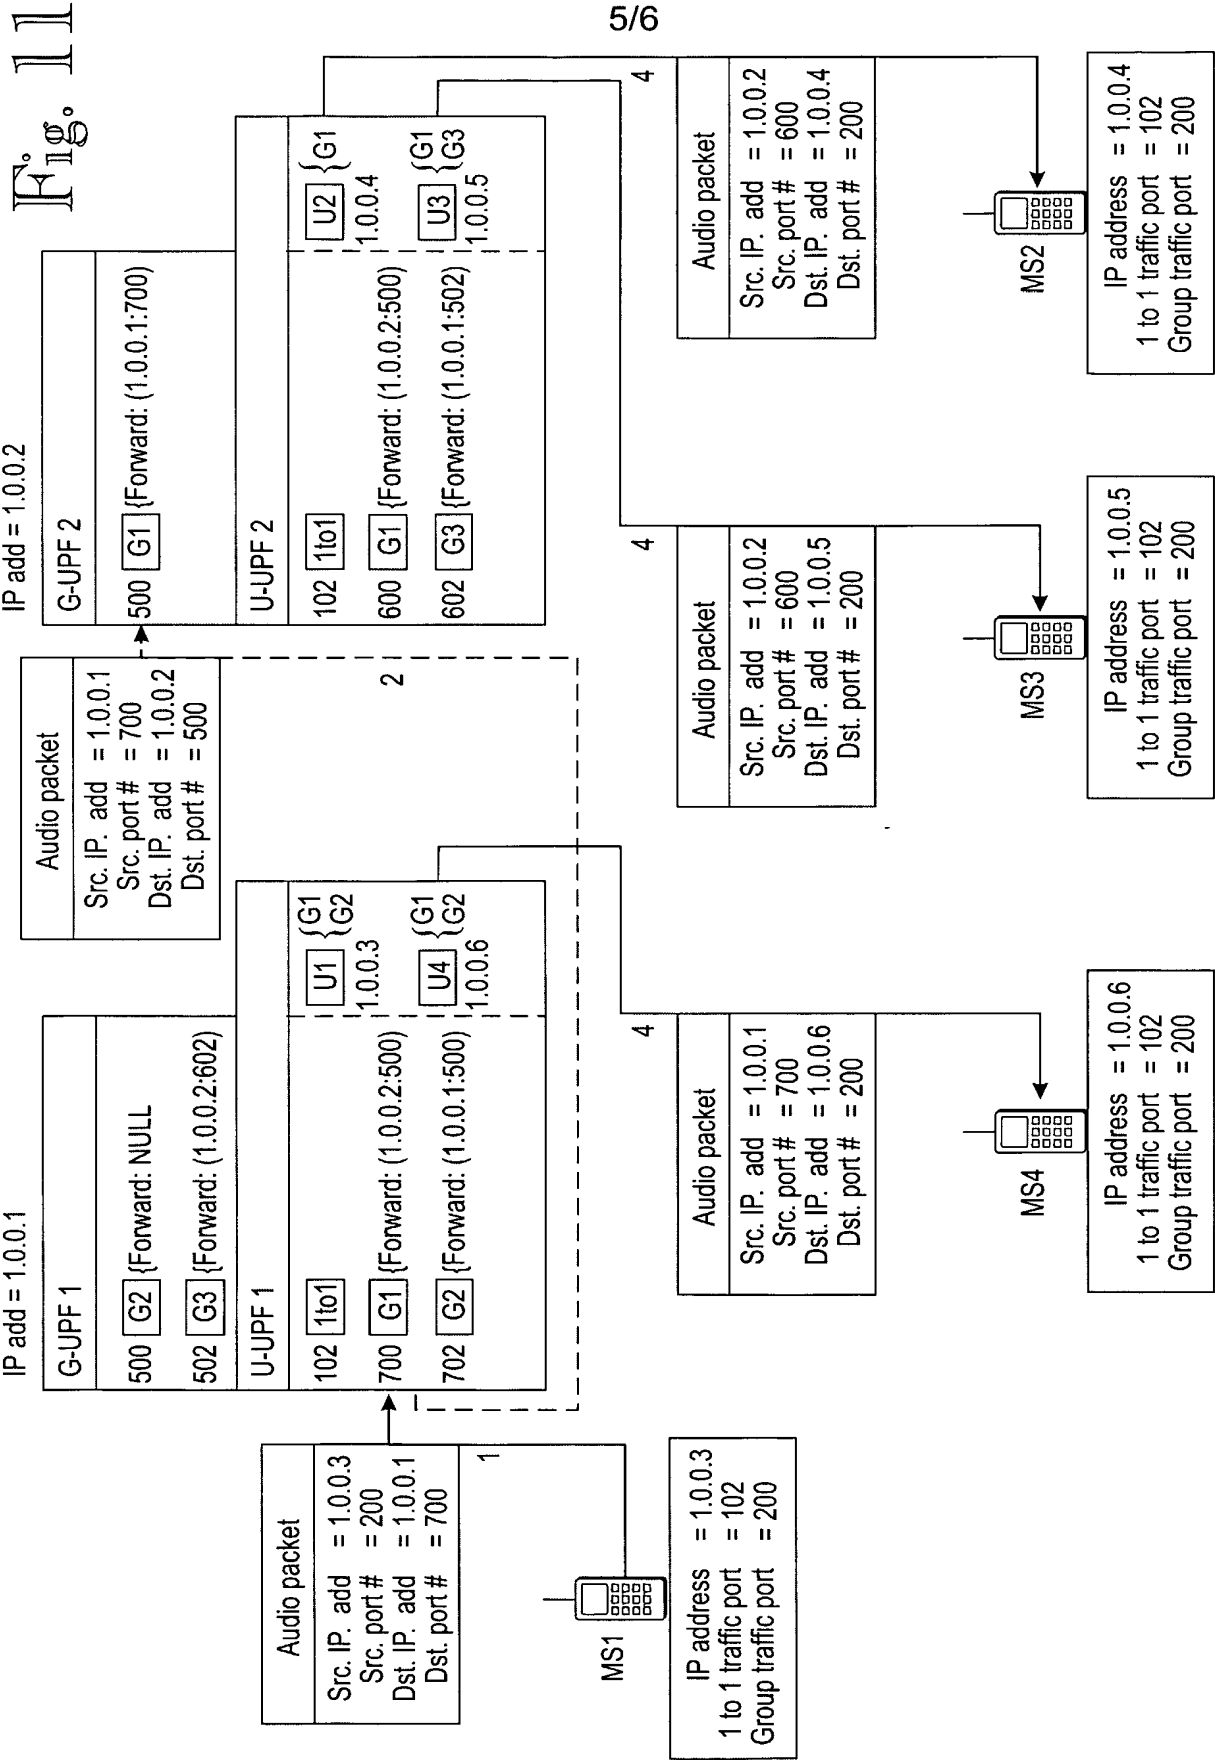 5/6
Fig. 11
IP add = 1.0.0.1
G-UPF 1
500 G2 {Forward: NULL
502 G3 {Forward: (1.0.0.2:602)
U-UPF 1
102 1to1
700 G1 {Forward: (1.0.0.2:500)
702 G2 {Forward: (1.0.0.1:500)
U1 {G1
G2
1.0.0.3
U4 {G1
G2
1.0.0.6
IP add = 1.0.0.2
G-UPF 2
500 G1 {Forward: (1.0.0.1:700)
U-UPF 2
102 1to1
600 G1 {Forward: (1.0.0.2:500)
602 G3 {Forward: (1.0.0.1:502)
U2 {G1
1.0.0.4
U3 {G1
G3
1.0.0.5
Audio packet
Src. IP. add = 1.0.0.1
Src. port # = 700
Dst. IP. add = 1.0.0.2
Dst. port # = 500
2
Audio packet
Src. IP. add = 1.0.0.3
Src. port # = 200
Dst. IP. add = 1.0.0.1
Dst. port # = 700
1
MS1
IP address = 1.0.0.3
1 to 1 traffic port = 102
Group traffic port = 200
4
Audio packet
Src. IP. add = 1.0.0.1
Src. port # = 700
Dst. IP. add = 1.0.0.6
Dst. port # = 200
MS4
IP address = 1.0.0.6
1 to 1 traffic port = 102
Group traffic port = 200
4
Audio packet
Src. IP. add = 1.0.0.2
Src. port # = 600
Dst. IP. add = 1.0.0.5
Dst. port # = 200
MS3
IP address = 1.0.0.5
1 to 1 traffic port = 102
Group traffic port = 200
4
Audio packet
Src. IP. add = 1.0.0.2
Src. port # = 600
Dst. IP. add = 1.0.0.4
Dst. port # = 200
MS2
IP address = 1.0.0.4
1 to 1 traffic port = 102
Group traffic port = 200